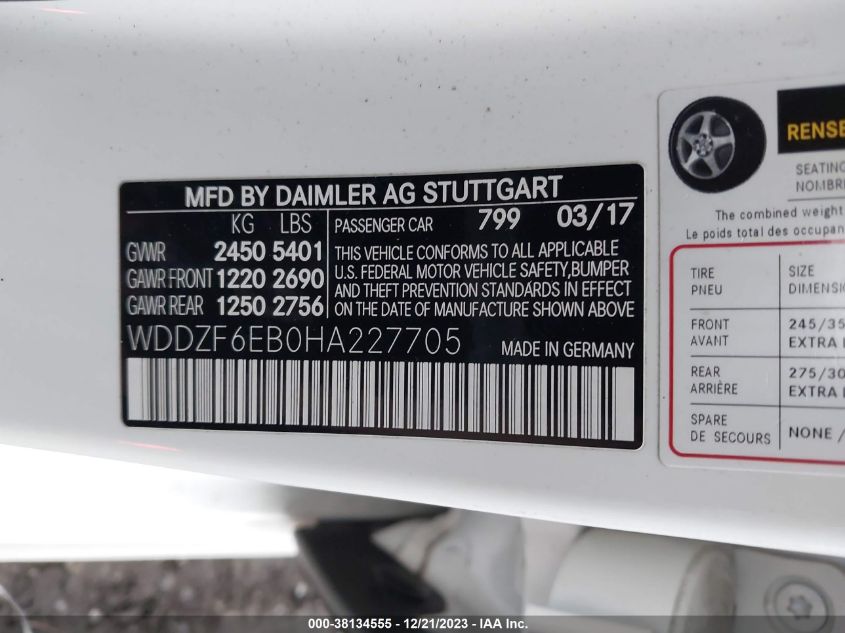 MFD BY DAIMLER AG STUTTGART
KG LBS
GVWR 2450 5401
GAWR FRONT 1220 2690
GAWR REAR 1250 2756
PASSENGER CAR 799 03/17
THIS VEHICLE CONFORMS TO ALL APPLICABLE
U.S. FEDERAL MOTOR VEHICLE SAFETY,BUMPER
AND THEFT PREVENTION STANDARDS IN EFFECT
ON THE DATE OF MANUFACTURE SHOWN ABOVE
WDDZF6EB0HA227705
MADE IN GERMANY
RENSE
SEATING
NOMBR
The combined weight
Le poids total des occupan
TIRE SIZE
PNEU DIMENSI
FRONT 245/35
AVANT EXTRA
REAR 275/30
ARRIÈRE EXTRA
SPARE
DE SECOURS NONE /
000-38134555 - 12/21/2023 - IAA Inc.